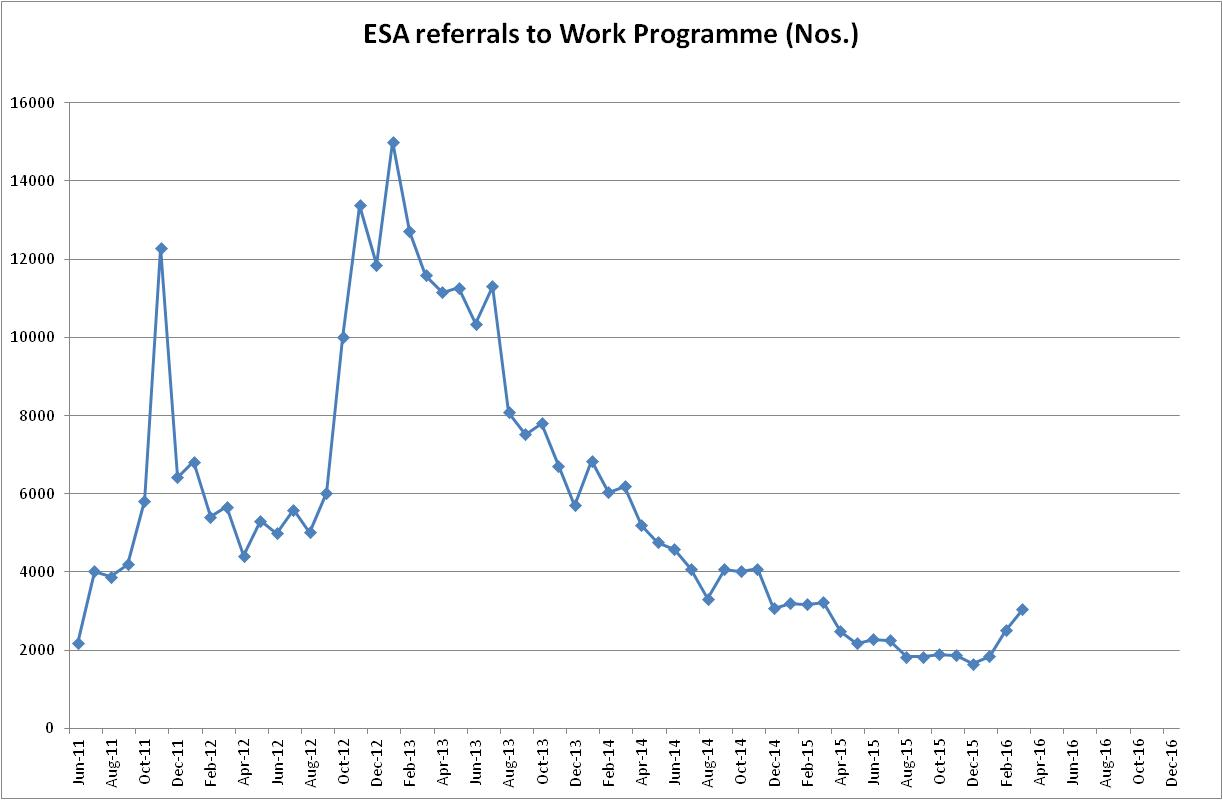 ESA referrals to Work Programme (Nos.)
16000
14000
12000
10000
8000
6000
4000
2000
0
Jun-11
Aug-11
Oct-11
Dec-11
Feb-12
Apr-12
Jun-12
Aug-12
Oct-12
Dec-12
Feb-13
Apr-13
Jun-13
Aug-13
Oct-13
Dec-13
Feb-14
Apr-14
Jun-14
Aug-14
Oct-14
Dec-14
Feb-15
Apr-15
Jun-15
Aug-15
Oct-15
Dec-15
Feb-16
Apr-16
Jun-16
Aug-16
Oct-16
Dec-16